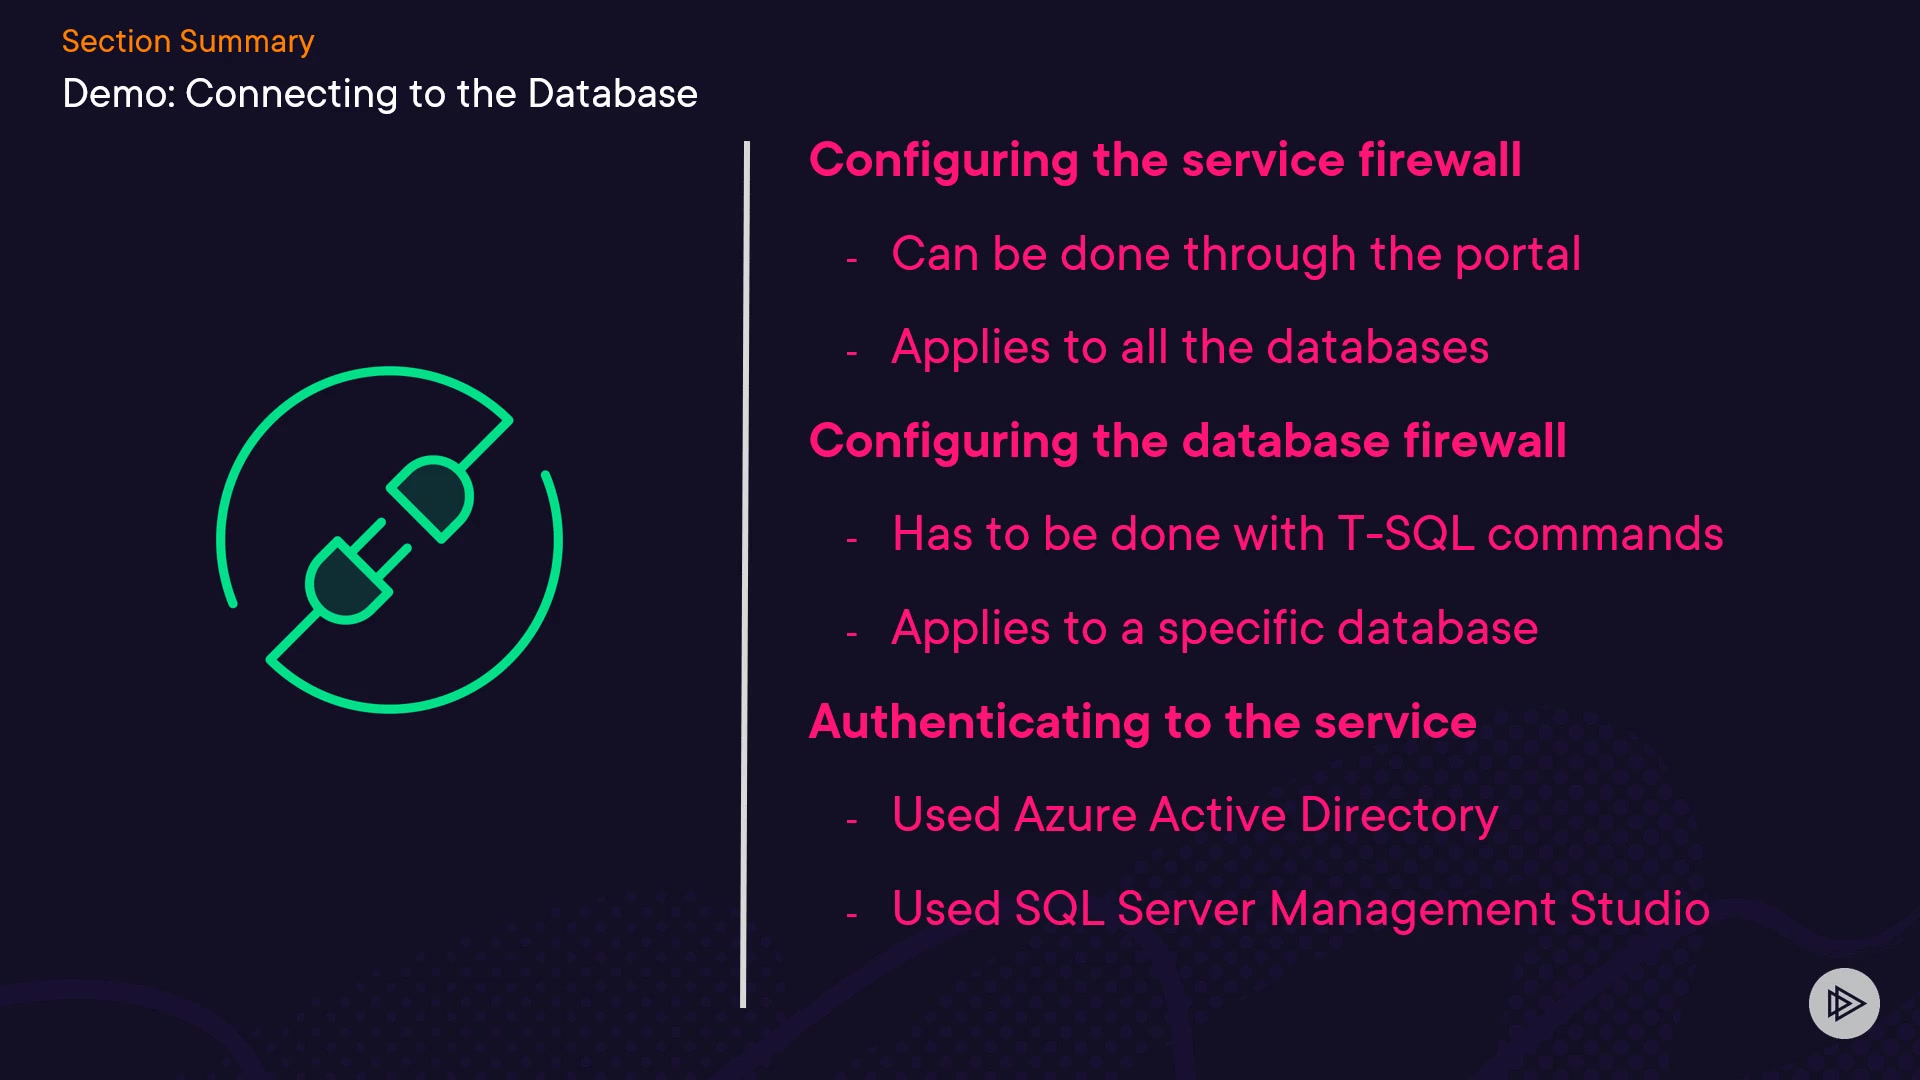 Section Summary
Demo: Connecting to the Database
Configuring the service firewall
- Can be done through the portal
- Applies to all the databases
Configuring the database firewall
- Has to be done with T-SQL commands
- Applies to a specific database
Authenticating to the service
- Used Azure Active Directory
- Used SQL Server Management Studio